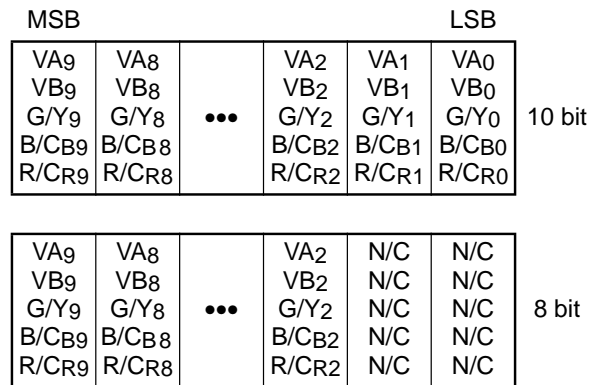 MSB LSB
VA9 VA8 VA2 VA1 VA0
VB9 VB8 VB2 VB1 VB0
G/Y9 G/Y8 ••• G/Y2 G/Y1 G/Y0 10 bit
B/CB9 B/CB8 B/CB2 B/CB1 B/CB0
R/CR9 R/CR8 R/CR2 R/CR1 R/CR0
VA9 VA8 VA2 N/C N/C
VB9 VB8 VB2 N/C N/C
G/Y9 G/Y8 ••• G/Y2 N/C N/C 8 bit
B/CB9 B/CB8 B/CB2 N/C N/C
R/CR9 R/CR8 R/CR2 N/C N/C